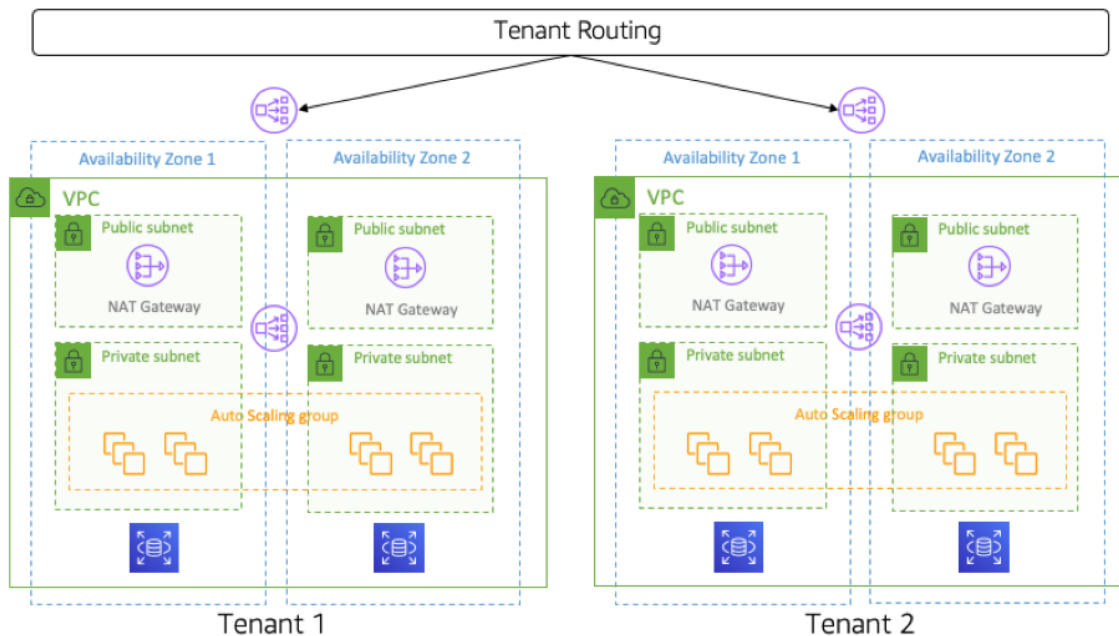 Tenant Routing
Availability Zone 1
Availability Zone 2
VPC
Public subnet
NAT Gateway
Public subnet
NAT Gateway
Private subnet
Private subnet
Auto Scaling group
Tenant 1
Availability Zone 1
Availability Zone 2
VPC
Public subnet
NAT Gateway
Public subnet
NAT Gateway
Private subnet
Private subnet
Auto Scaling group
Tenant 2